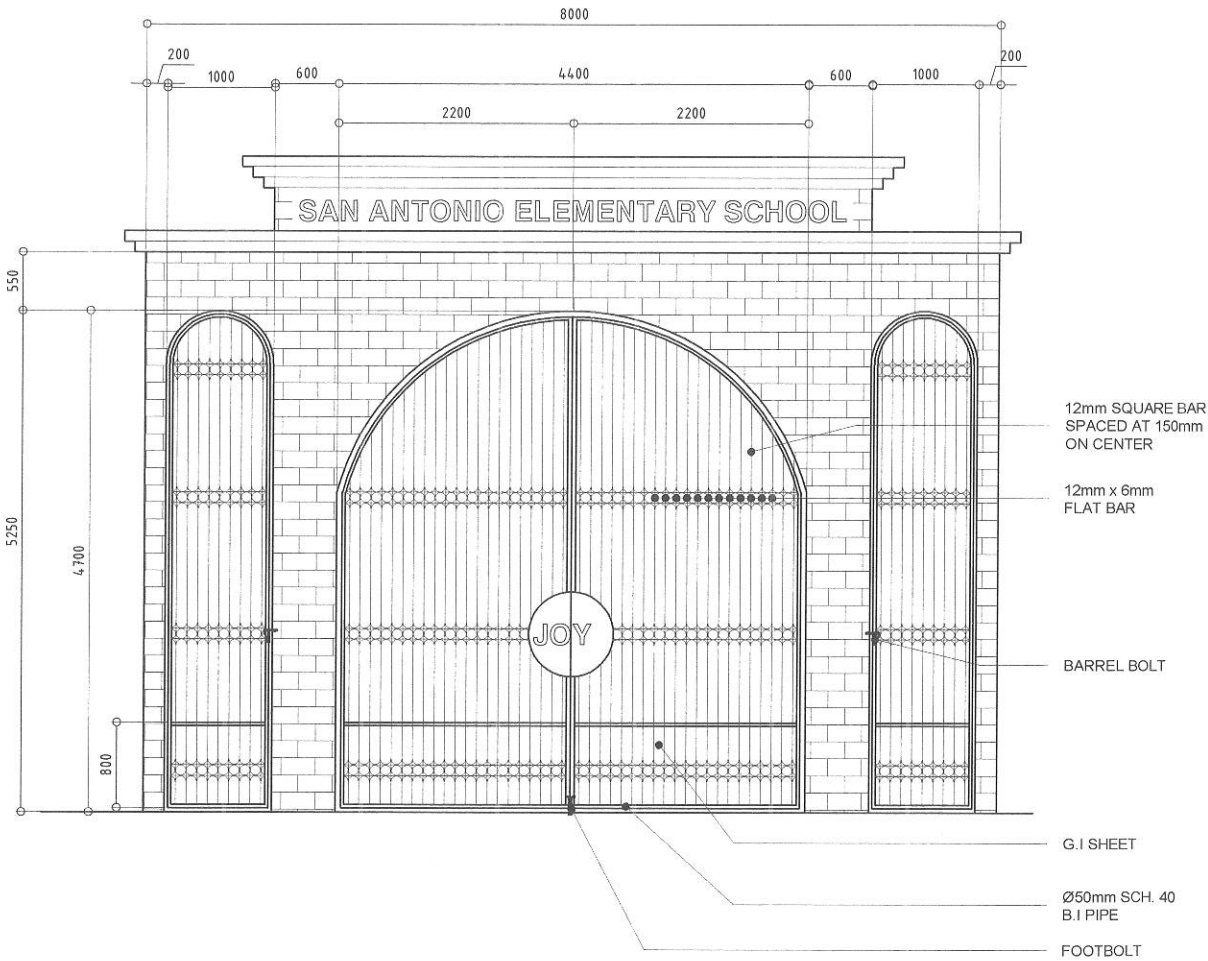 8000
200
1000
600
4400
600
1000
200
2200
2200
SAN ANTONIO ELEMENTARY SCHOOL
550
5250
4700
800
JOY
12mm SQUARE BAR
SPACED AT 150mm
ON CENTER
12mm x 6mm
FLAT BAR
BARREL BOLT
G.I SHEET
Ø50mm SCH. 40
B.I PIPE
FOOTBOLT